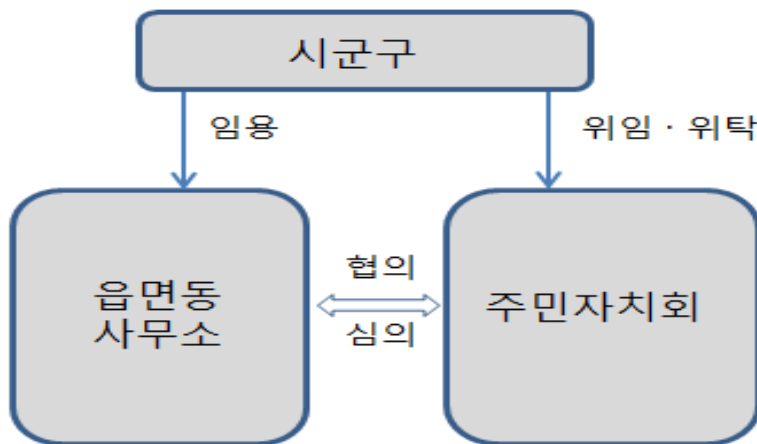 시군구
임용
위임 · 위탁
읍면동
사무소
협의
심의
주민자치회